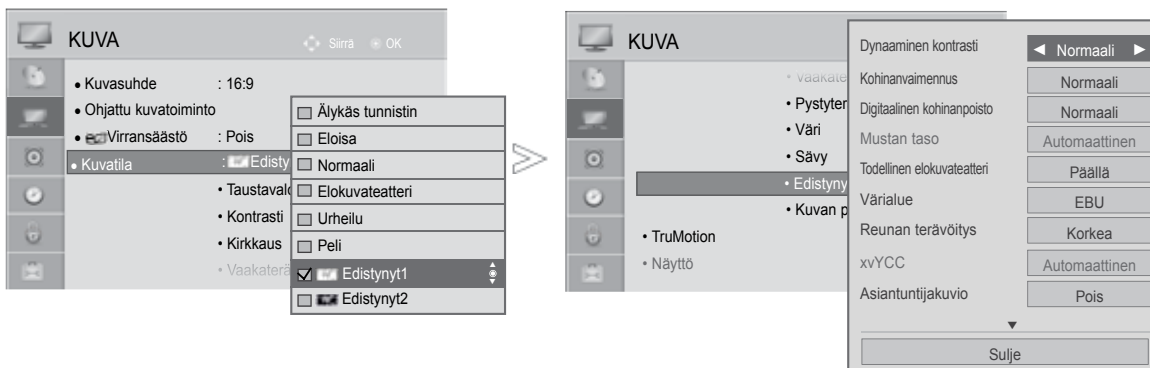 KUVA
Siirrä OK
• Kuvasuhde : 16:9
• Ohjattu kuvatoiminto
• Virransäästö : Pois
• Kuvatila : Edisty
• Taustavalo
• Kontrasti
• Kirkkaus
• Vaakaterä
Älykäs tunnistin
Eloisa
Normaali
Elokuvateatteri
Urheilu
Peli
Edistynyt1
Edistynyt2
KUVA
• Vaakate
• Pystyter
• Väri
• Sävy
• Edistyny
• Kuvan p
• TruMotion
• Näyttö
Dynaaminen kontrasti ◄ Normaali ►
Kohinanvaimennus Normaali
Digitaalinen kohinanpoisto Normaali
Mustan taso Automaattinen
Todellinen elokuvateatteri Päällä
Värialue EBU
Reunan terävöitys Korkea
xvYCC Automaattinen
Asiantuntijakuvio Pois
▼
Sulje